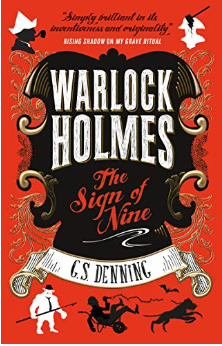 "Simply brilliant in its
inventiveness and originality"
RISING SHADOW ON MY GRAVE RITUAL
WARLOCK
HOLMES
The
Sign of
Nine
G.S. DENNING